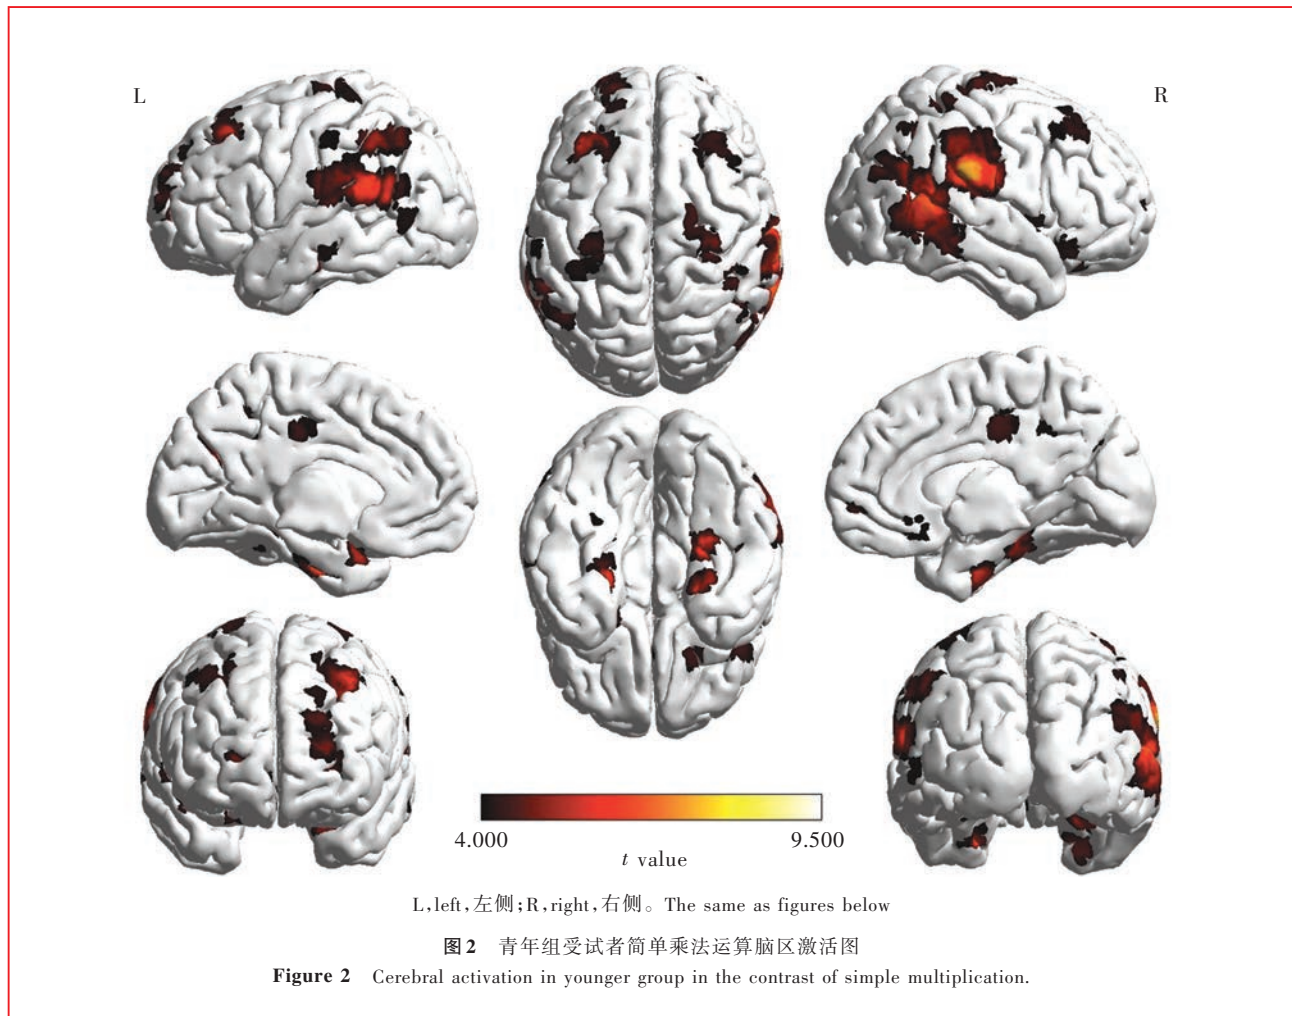 L
R
4.000
9.500
t value
L,left,左侧;R,right,右侧。The same as figures below
图2 青年组受试者简单乘法运算脑区激活图
Figure 2 Cerebral activation in younger group in the contrast of simple multiplication.